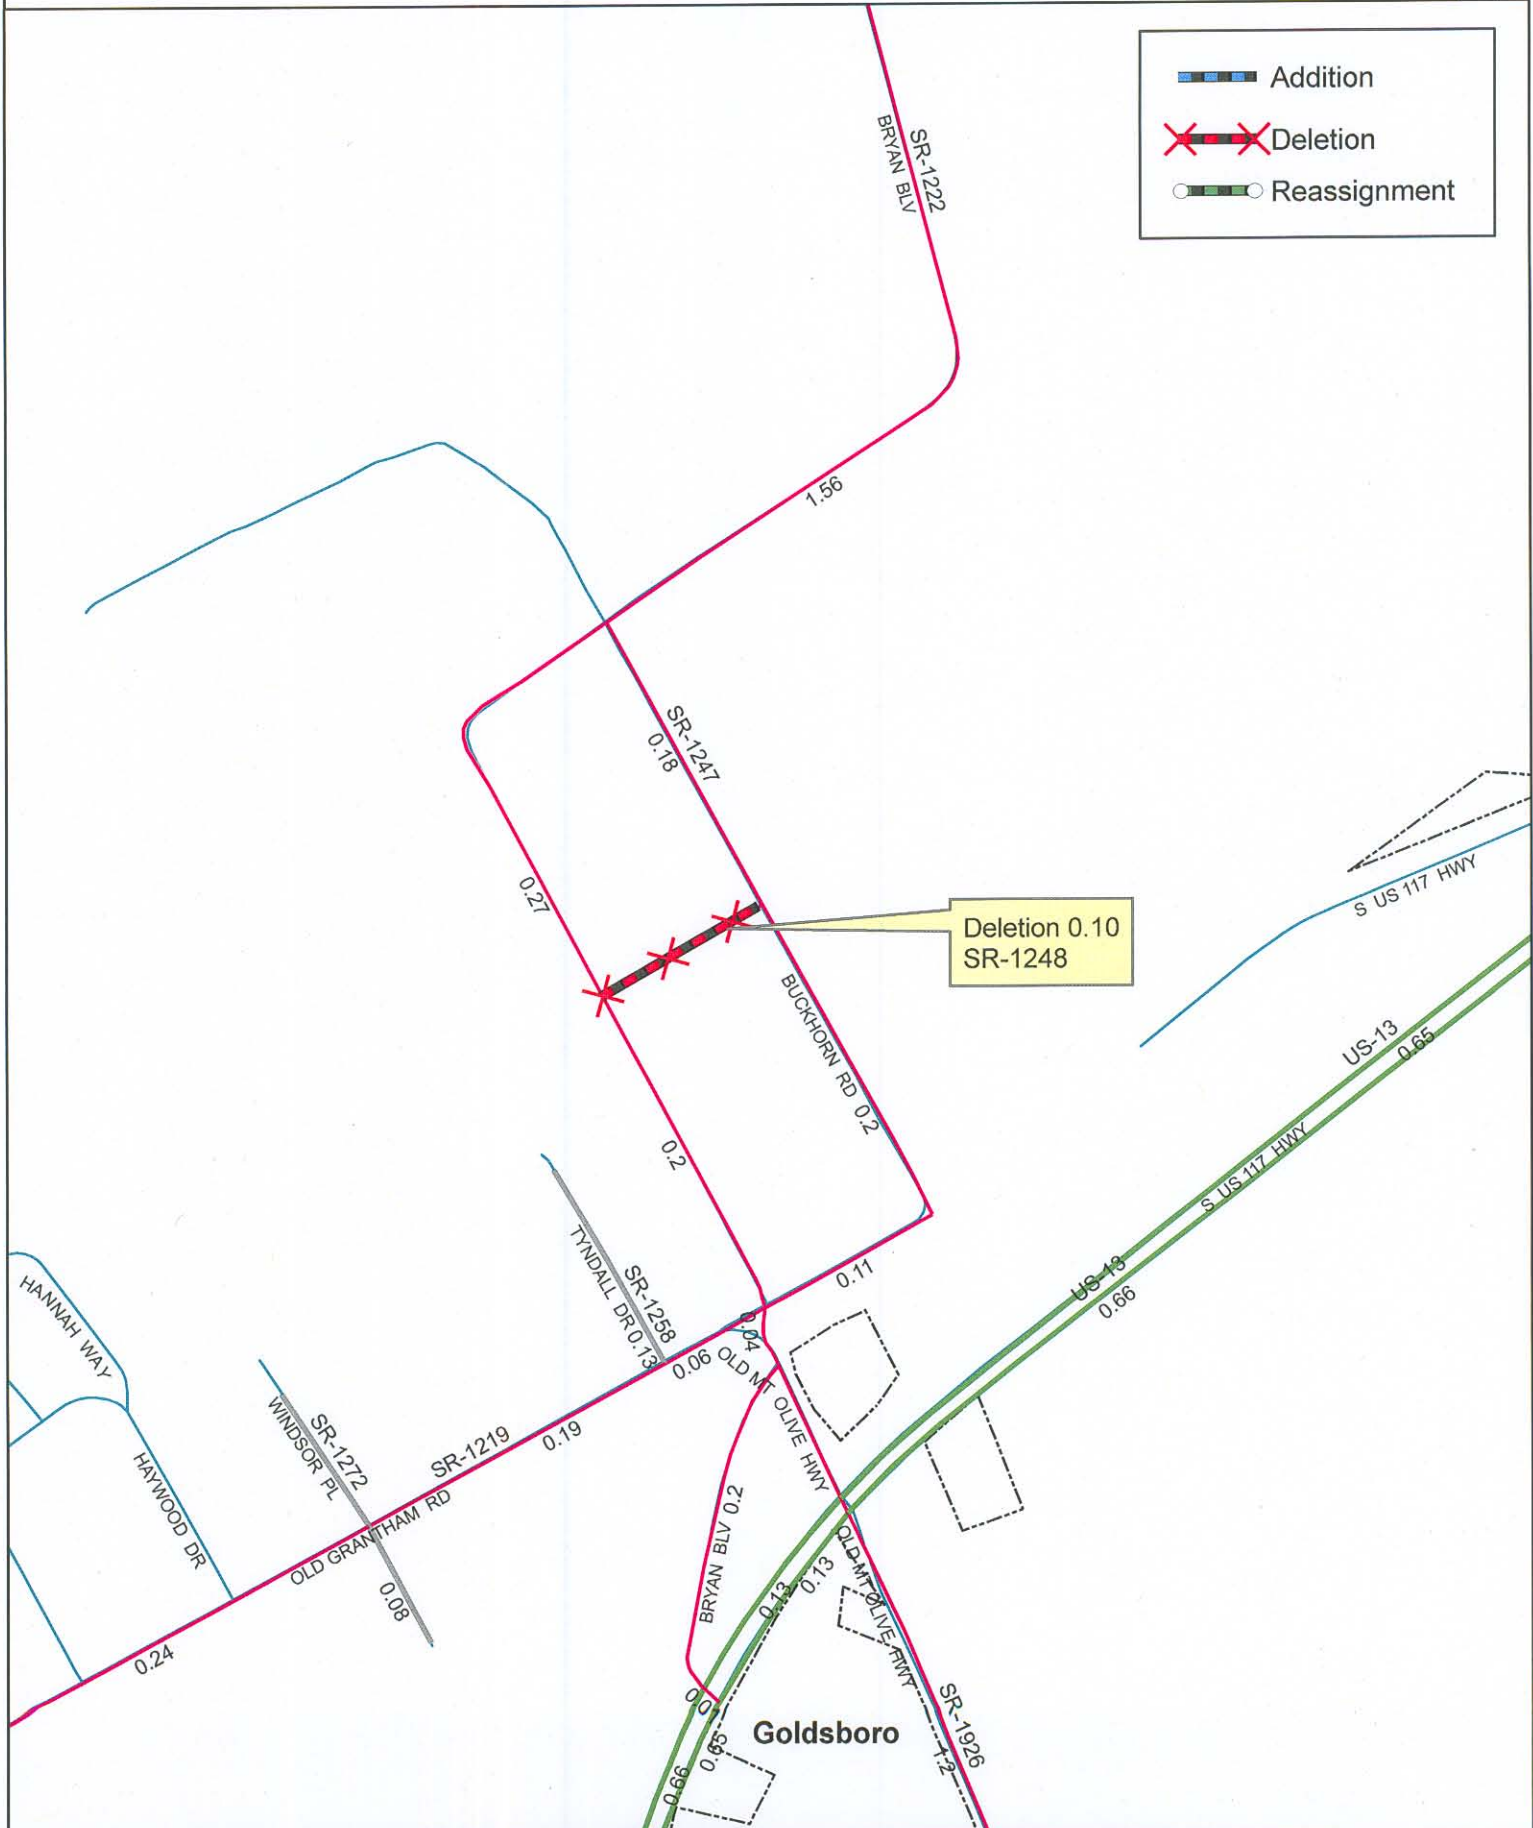 Addition
Deletion
Reassignment
SR-1222
BRYAN BLV
1.56
SR-1247
0.18
0.27
Deletion 0.10
SR-1248
S US 117 HWY
BUCKHORN RD 0.2
US-13
0.65
0.2
S US 117 HWY
TYNDALL DR 0.13
SR-1258
0.11
US-13
0.66
HANNAH WAY
0.04
0.06
OLD MT OLIVE HWY
WINDSOR PL
SR-1272
SR-1219
0.19
HAYWOOD DR
OLD GRANTHAM RD
BRYAN BLV 0.2
0.08
0.13
0.13
OLD MT OLIVE HWY
0.24
SR-1926
Goldsboro
0.65
0.66
1.2